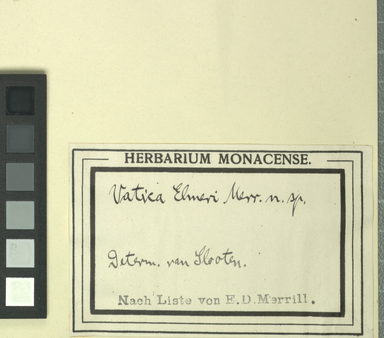 HERBARIUM MONACENSE.
Vatica Elmeri Merr. n. sp.
Determ. van Slooten.
Nach Liste von E.D.Merrill.